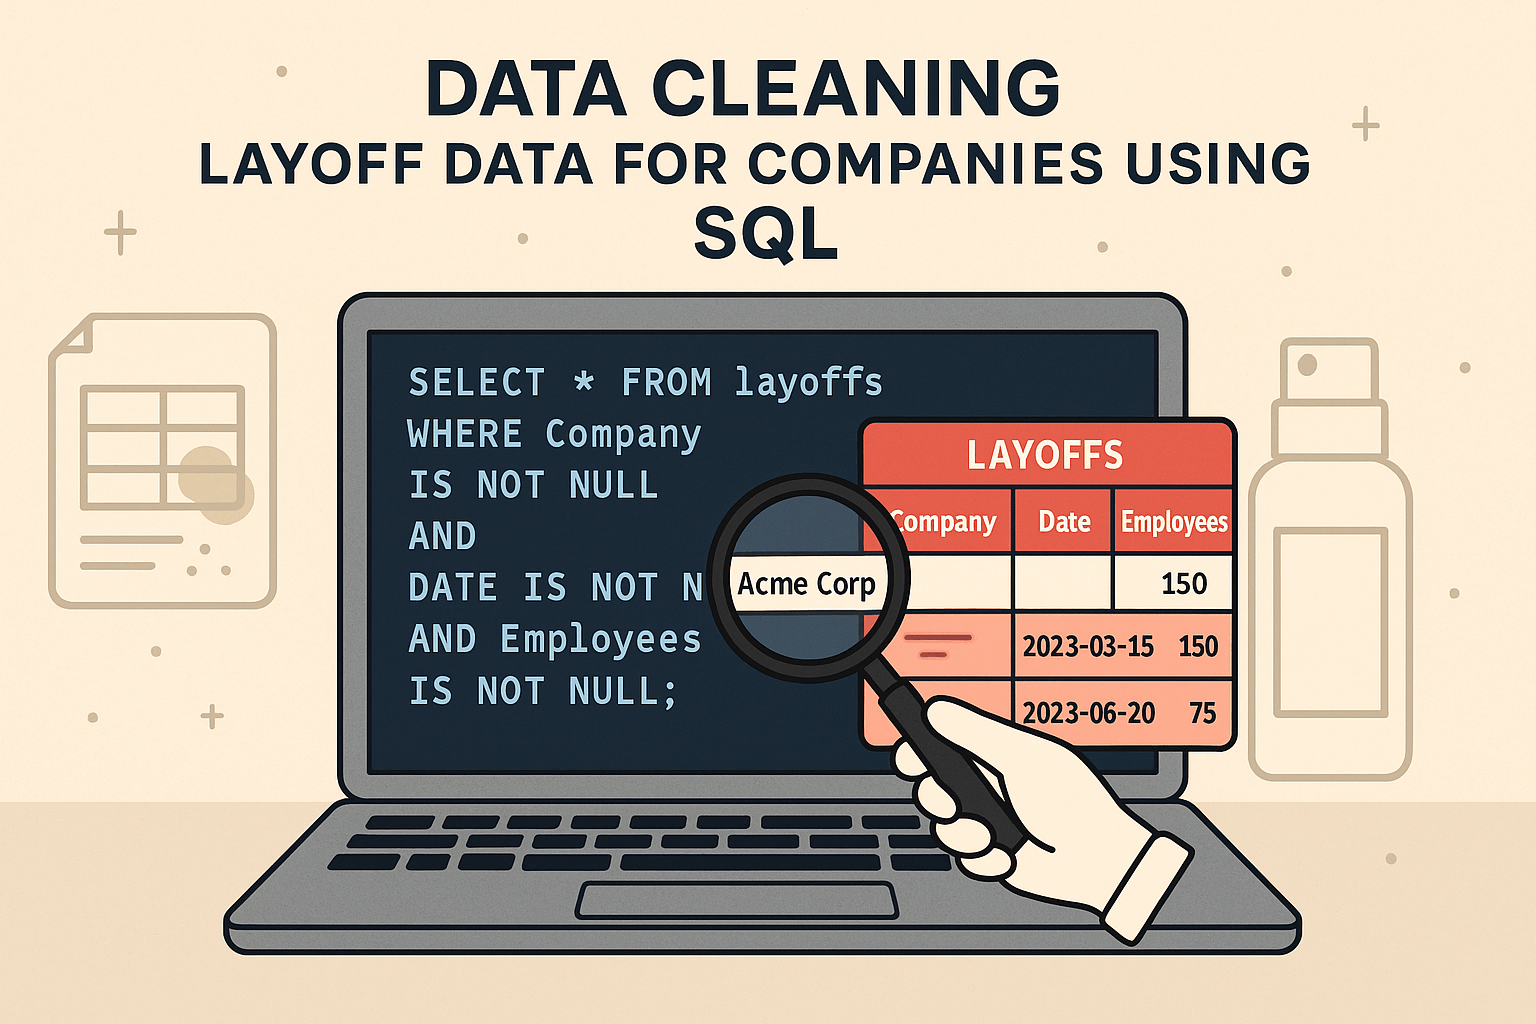 DATA CLEANING
LAYOFF DATA FOR COMPANIES USING
SQL
SELECT * FROM layoffs
WHERE Company
IS NOT NULL
AND
DATE IS NOT N
AND Employees
IS NOT NULL;
LAYOFFS
Company Date Employees
Acme Corp 150
2023-03-15 150
2023-06-20 75